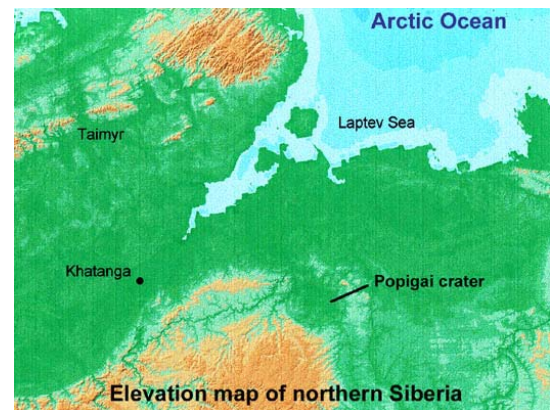 Arctic Ocean
Laptev Sea
Taimyr
Khatanga
Popigai crater
Elevation map of northern Siberia